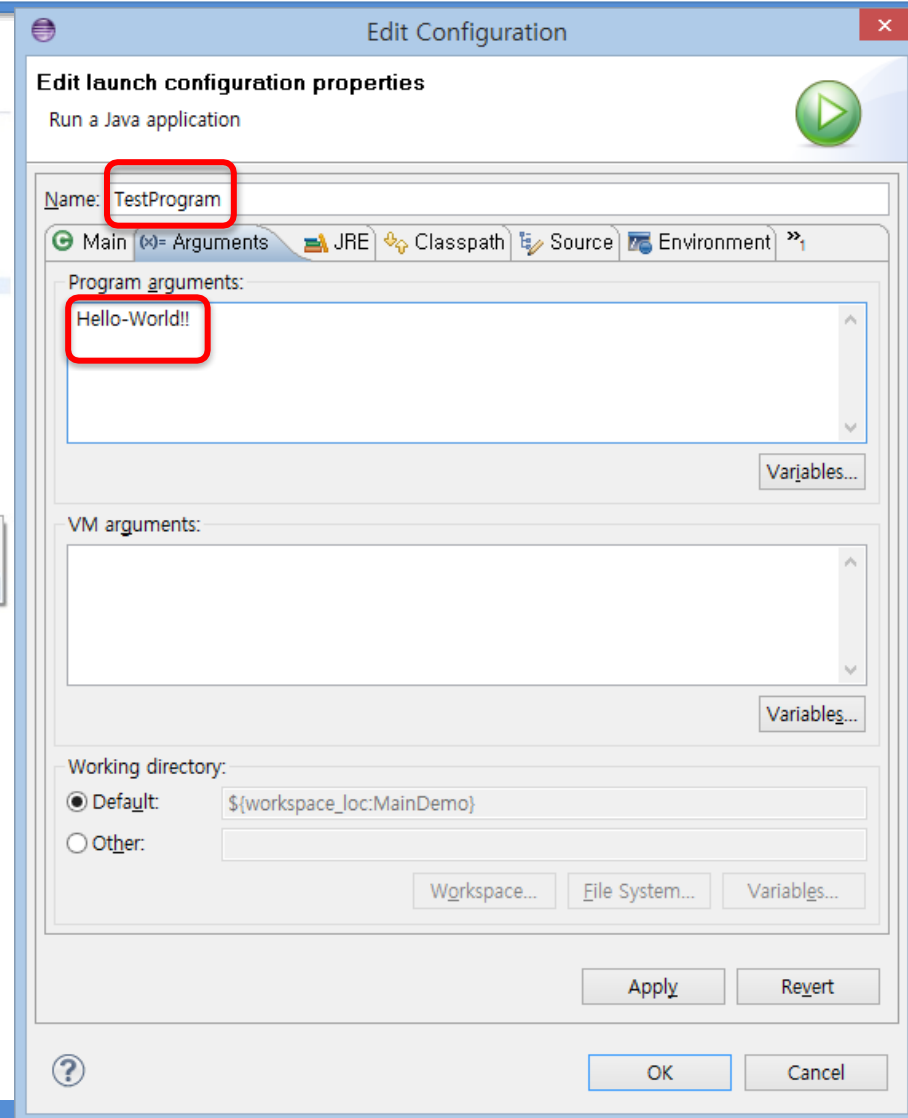 Edit Configuration
Edit launch configuration properties
Run a Java application
Name: TestProgram
Main (x)= Arguments JRE Classpath Source Environment »1
Program arguments:
Hello-World!!
Variables...
VM arguments:
Variables...
Working directory:
Default: ${workspace_loc:MainDemo}
Other:
Workspace... File System... Variables...
Apply Revert
OK Cancel